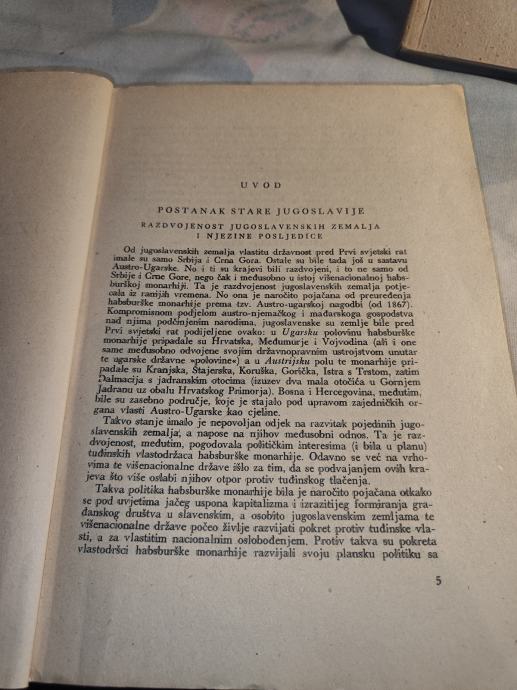 UVOD
POSTANAK STARE JUGOSLAVIJE
RAZDVOJENOST JUGOSLAVENSKIH ZEMALJA
I NJEZINE POSLJEDICE
Od jugoslavenskih zemalja vlastitu državnost pred Prvi svjetski rat
imale su samo Srbija i Crna Gora. Ostale su bile tada još u sastavu
Austro-Ugarske. No i ti su krajevi bili razdvojeni, i to ne samo od
Srbije i Crne Gore, nego čak i međusobno u istoj višenacionalnoj habs-
burškoj monarhiji. Ta je razdvojenost jugoslavenskih zemalja potje-
cala iz ranijih vremena. No ona je naročito pojačana od preuređenja
habsburške monarhije prema tzv. Austro-ugarskoj nagodbi (od 1867).
Kompromisnom podjelom austro-njemačkog i mađarskoga gospodstva
nad njima podčinjenim narodima, jugoslavenske su zemlje bile pred
Prvi svjetski rat podijeljene ovako: u Ugarsku polovinu habsburške
monarhije pripadale su Hrvatska, Međumurje i Vojvodina (ali i one
same međusobno odvojene svojim državnopravnim ustrojstvom unutar
te ugarske državne »polovine«) a u Austrijsku polu te monarhije pri-
padale su Kranjska, Štajerska, Koruška, Gorička, Istra s Trstom, zatim
Dalmacija s jadranskim otocima (izuzev dva mala otočića u Gornjem
Jadranu uz obalu Hrvatskog Primorja). Bosna i Hercegovina, međutim,
bile su zasebno područje, koje je stajalo pod upravom zajedničkih or-
gana vlasti Austro-Ugarske kao cjeline.
Takvo stanje imalo je nepovoljan odjek na razvitak pojedinih jugo-
slavenskih zemalja, a napose na njihov međusobni odnos. Ta je raz-
dvojenost, međutim, pogodovala političkim interesima (i bila u planu)
tuđinskih vlastodržaca habsburške monarhije. Odavno se već na vrho-
vima te višenacionalne države išlo za tim, da se podvajanjem ovih kra-
jeva što više oslabi njihov otpor protiv tuđinskog tlačenja.
Takva politika habsburške monarhije bila je naročito pojačana otkako
se pod uvjetima jačeg uspona kapitalizma i izrazitijeg formiranja gra-
đanskog društva u slavenskim, a osobito jugoslavenskim zemljama te
višenacionalne države počeo življe razvijati pokret protiv tuđinske vla-
sti, a za vlastitim nacionalnim oslobođenjem. Protiv takva su pokreta
vlastodršci habsburške monarhije razvijali svoju plansku politiku sa
5